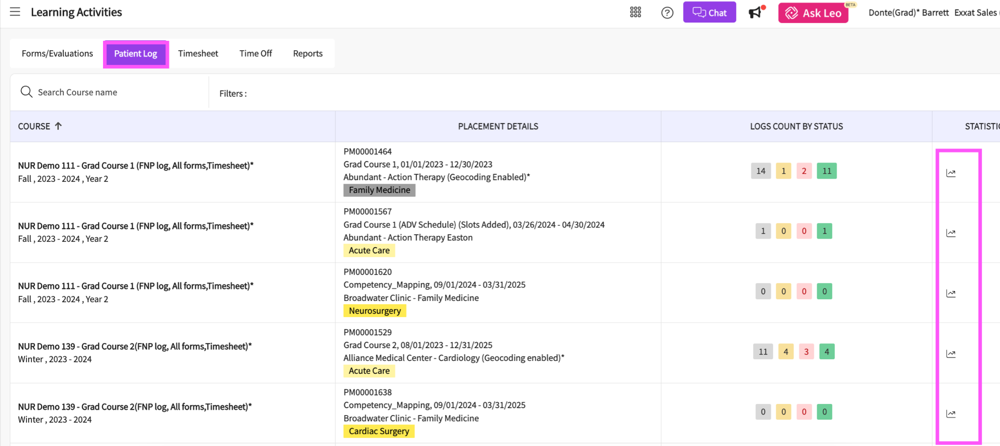 Learning Activities
Chat
Ask Leo
BETA
Donte(Grad)* Barrett Exxat Sales
Forms/Evaluations
Patient Log
Timesheet
Time Off
Reports
Search Course name
Filters :
COURSE
PLACEMENT DETAILS
LOGS COUNT BY STATUS
STATISTIC
NUR Demo 111 - Grad Course 1 (FNP log, All forms,Timesheet)*
Fall , 2023 - 2024 , Year 2
PM00001464
Grad Course 1, 01/01/2023 - 12/30/2023
Abundant - Action Therapy (Geocoding Enabled)*
Family Medicine
14 1 2 11
NUR Demo 111 - Grad Course 1 (FNP log, All forms,Timesheet)*
Fall , 2023 - 2024 , Year 2
PM00001567
Grad Course 1 (ADV Schedule) (Slots Added), 03/26/2024 - 04/30/2024
Abundant - Action Therapy Easton
Acute Care
1 0 0 1
NUR Demo 111 - Grad Course 1 (FNP log, All forms,Timesheet)*
Fall , 2023 - 2024 , Year 2
PM00001620
Competency_Mapping, 09/01/2024 - 03/31/2025
Broadwater Clinic - Family Medicine
Neurosurgery
0 0 0 0
NUR Demo 139 - Grad Course 2(FNP log, All forms,Timesheet)*
Winter , 2023 - 2024
PM00001529
Grad Course 2, 08/01/2023 - 12/31/2025
Alliance Medical Center - Cardiology (Geocoding enabled)*
Acute Care
11 4 3 4
NUR Demo 139 - Grad Course 2(FNP log, All forms,Timesheet)*
Winter , 2023 - 2024
PM00001638
Competency_Mapping, 09/01/2024 - 03/31/2025
Broadwater Clinic - Family Medicine
Cardiac Surgery
0 0 0 0